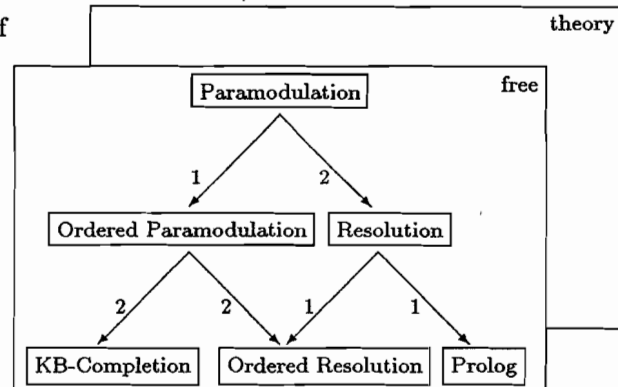 f
theory
free
Paramodulation
1 2
Ordered Paramodulation Resolution
2 2 1 1
KB-Completion Ordered Resolution Prolog